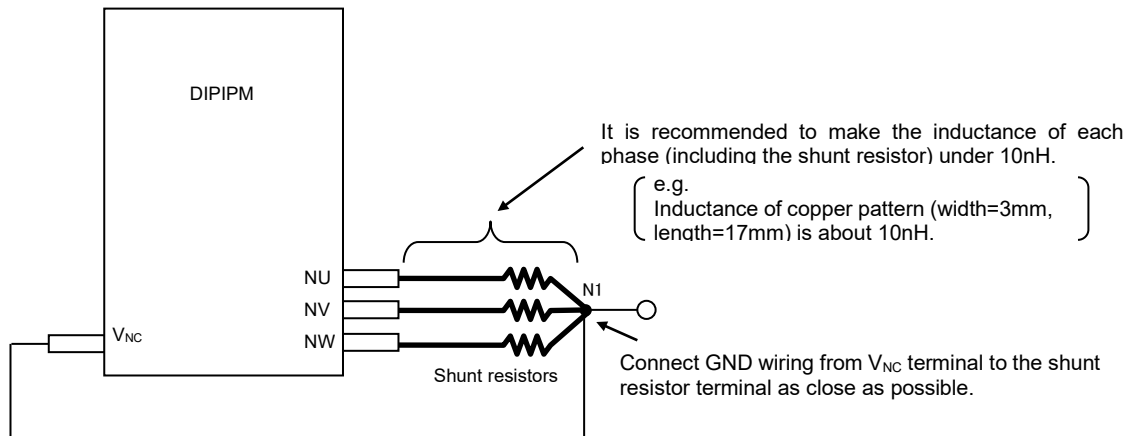 DIPIPM
It is recommended to make the inductance of each
phase (including the shunt resistor) under 10nH.
e.g.
Inductance of copper pattern (width=3mm,
length=17mm) is about 10nH.
NU
N1
NV
VNC
NW
Shunt resistors
Connect GND wiring from VNC terminal to the shunt
resistor terminal as close as possible.